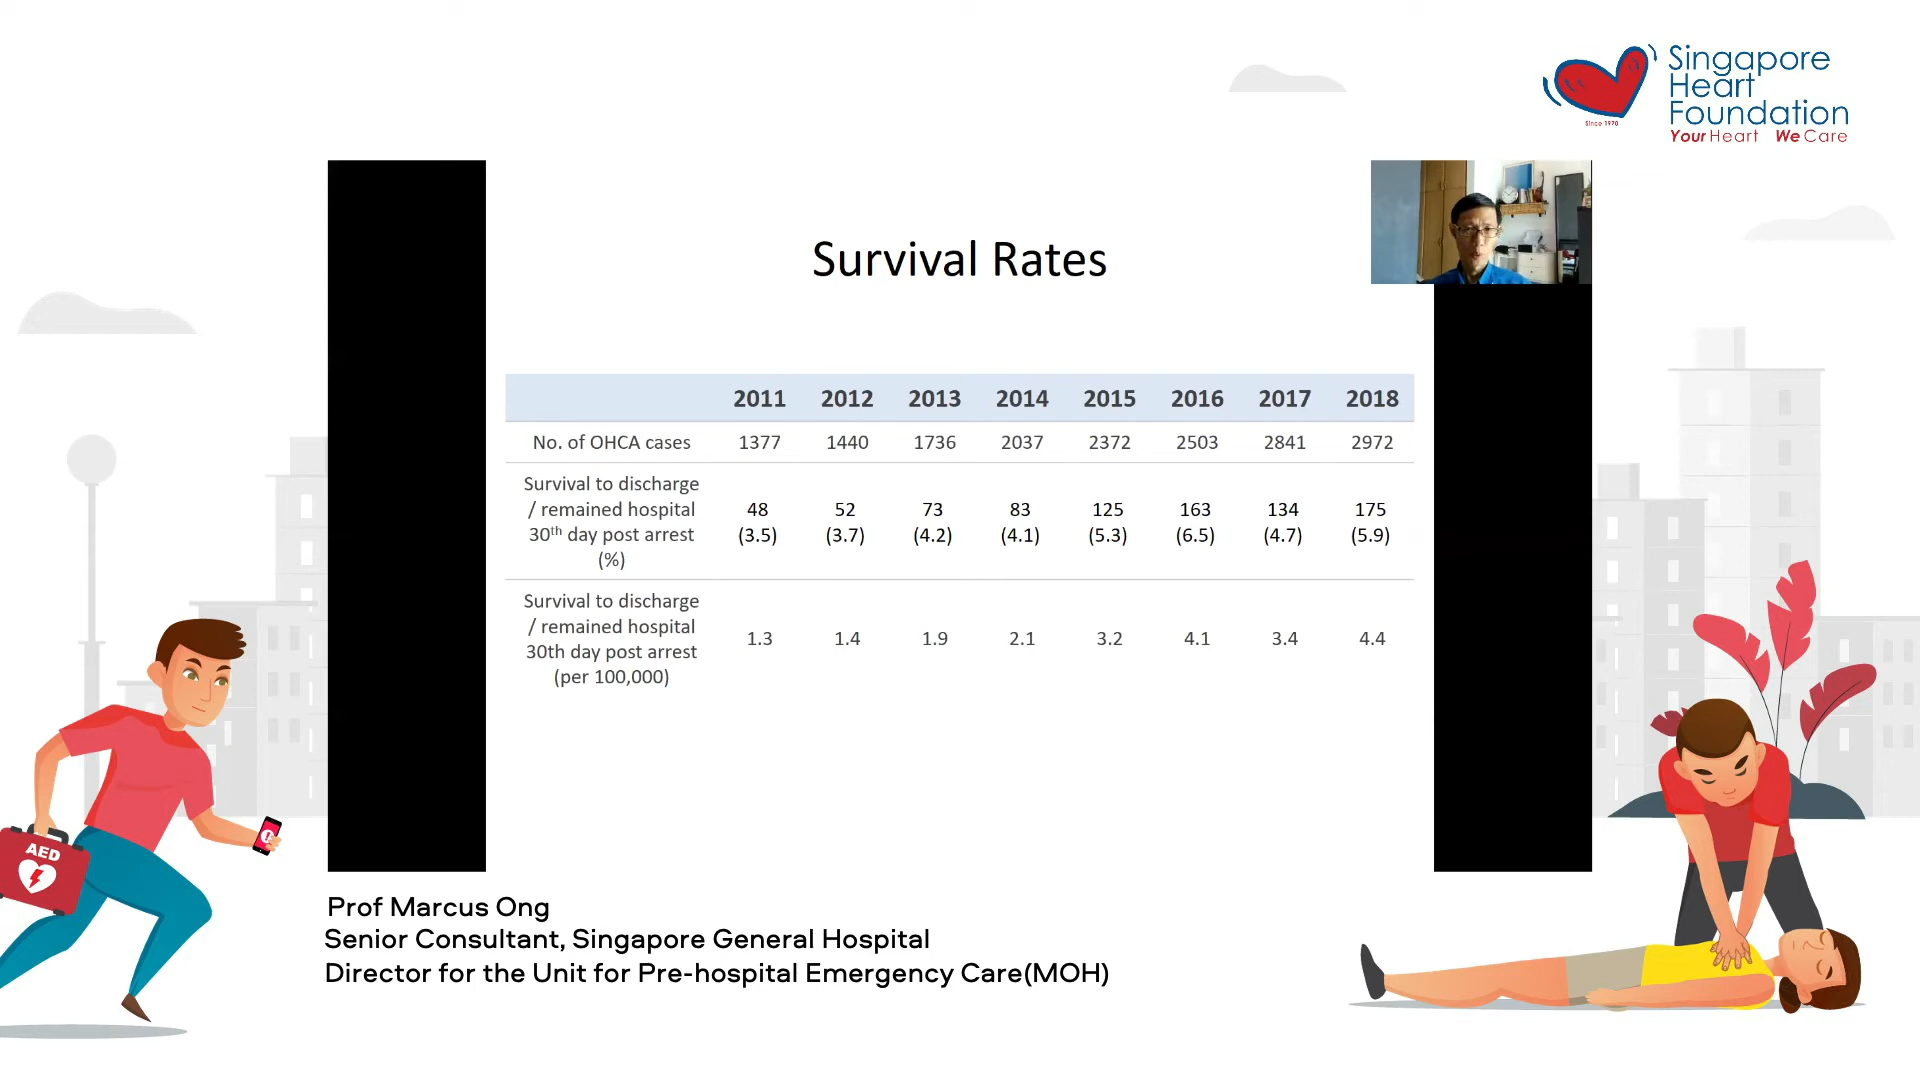 Singapore
Heart
Foundation
Since 1970
Your Heart We Care
Survival Rates
2011 2012 2013 2014 2015 2016 2017 2018
No. of OHCA cases 1377 1440 1736 2037 2372 2503 2841 2972
Survival to discharge
/ remained hospital
30th day post arrest
(%)
48 52 73 83 125 163 134 175
(3.5) (3.7) (4.2) (4.1) (5.3) (6.5) (4.7) (5.9)
Survival to discharge
/ remained hospital
30th day post arrest
(per 100,000)
1.3 1.4 1.9 2.1 3.2 4.1 3.4 4.4
AED
Prof Marcus Ong
Senior Consultant, Singapore General Hospital
Director for the Unit for Pre-hospital Emergency Care(MOH)